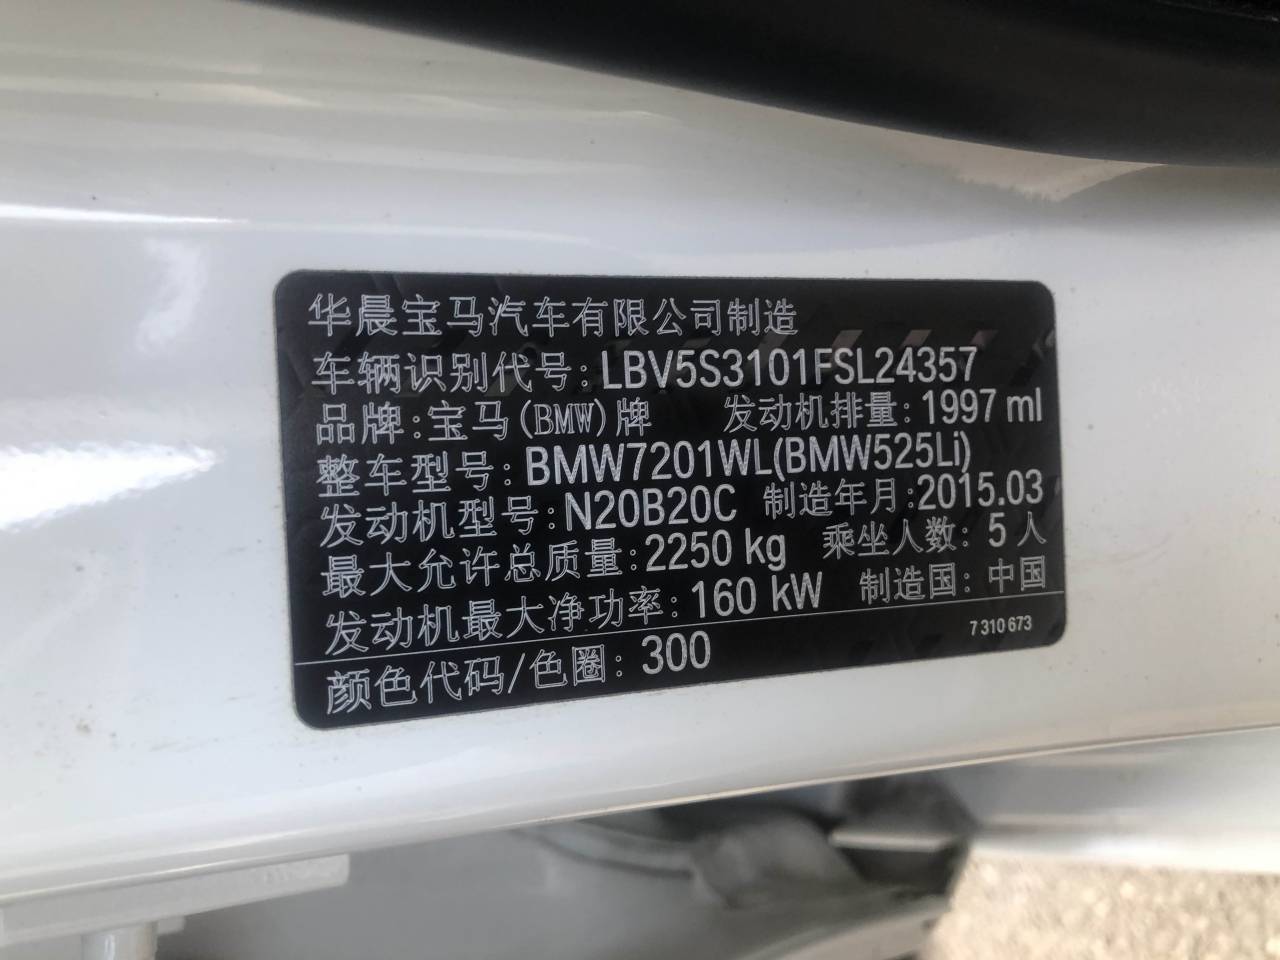 华晨宝马汽车有限公司制造
车辆识别代号: LBV5S3101FSL24357
品牌:宝马(BMW)牌 发动机排量: 1997 ml
整车型号: BMW7201WL(BMW525Li)
发动机型号: N20B20C 制造年月:2015.03
最大允许总质量: 2250 kg 乘坐人数: 5 人
发动机最大净功率: 160 kW 制造国: 中国
7 310 673
颜色代码/色圈: 300